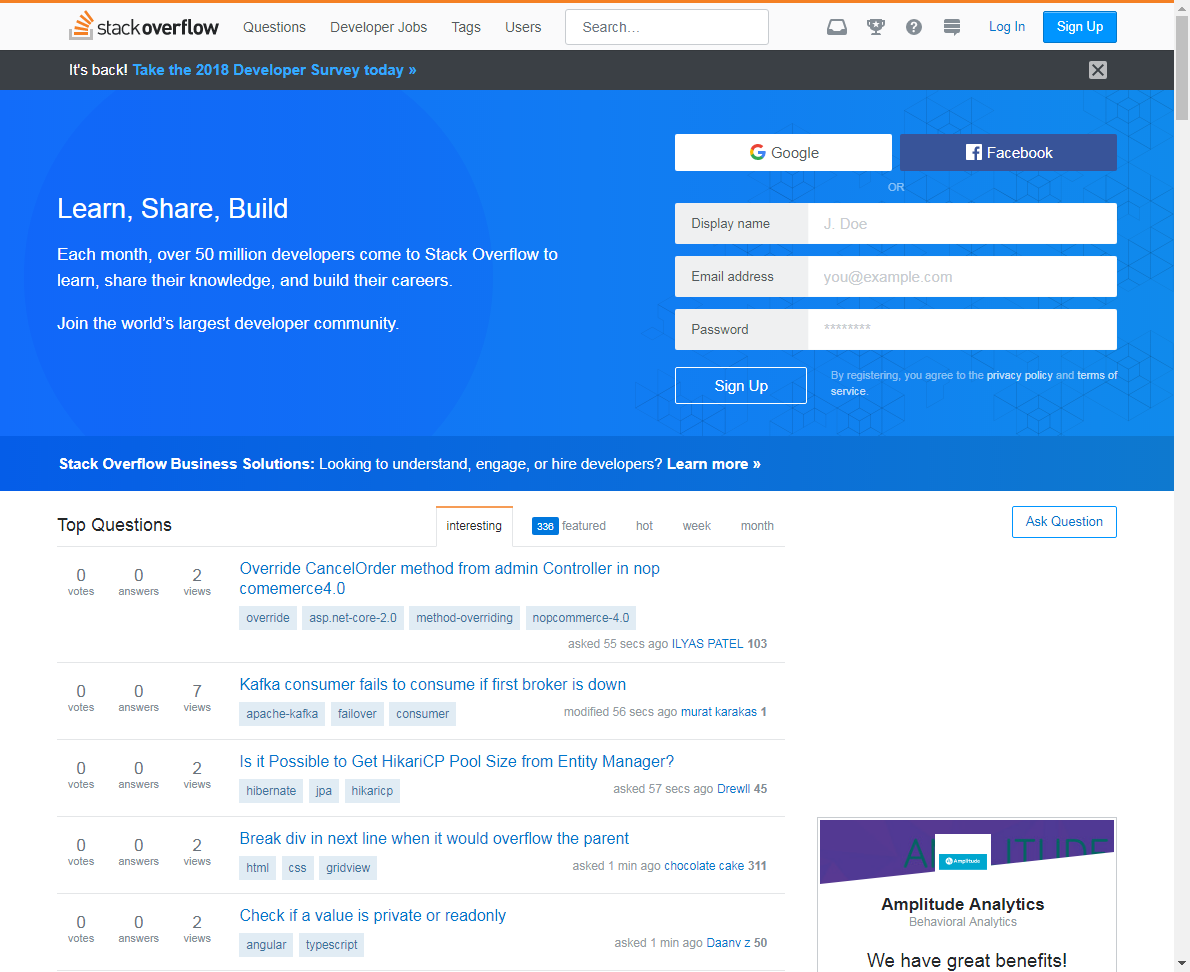 stackoverflow Questions Developer Jobs Tags Users Search... Log In Sign Up
It's back! Take the 2018 Developer Survey today »
Google Facebook
OR
Learn, Share, Build
Display name J. Doe
Each month, over 50 million developers come to Stack Overflow to
learn, share their knowledge, and build their careers.
Email address you@example.com
Join the world's largest developer community.
Password ********
Sign Up
By registering, you agree to the privacy policy and terms of
service.
Stack Overflow Business Solutions: Looking to understand, engage, or hire developers? Learn more »
Top Questions interesting 336 featured hot week month Ask Question
0 votes 0 answers 2 views
Override CancelOrder method from admin Controller in nop
comemerce4.0
override asp.net-core-2.0 method-overriding nopcommerce-4.0
asked 55 secs ago ILYAS PATEL 103
0 votes 0 answers 7 views
Kafka consumer fails to consume if first broker is down
apache-kafka failover consumer
modified 56 secs ago murat karakas 1
0 votes 0 answers 2 views
Is it Possible to Get HikariCP Pool Size from Entity Manager?
hibernate jpa hikaricp
asked 57 secs ago Drewll 45
0 votes 0 answers 2 views
Break div in next line when it would overflow the parent
html css gridview
asked 1 min ago chocolate cake 311
0 votes 0 answers 2 views
Check if a value is private or readonly
angular typescript
asked 1 min ago Daanv z 50
Amplitude
Amplitude Analytics
Behavioral Analytics
We have great benefits!